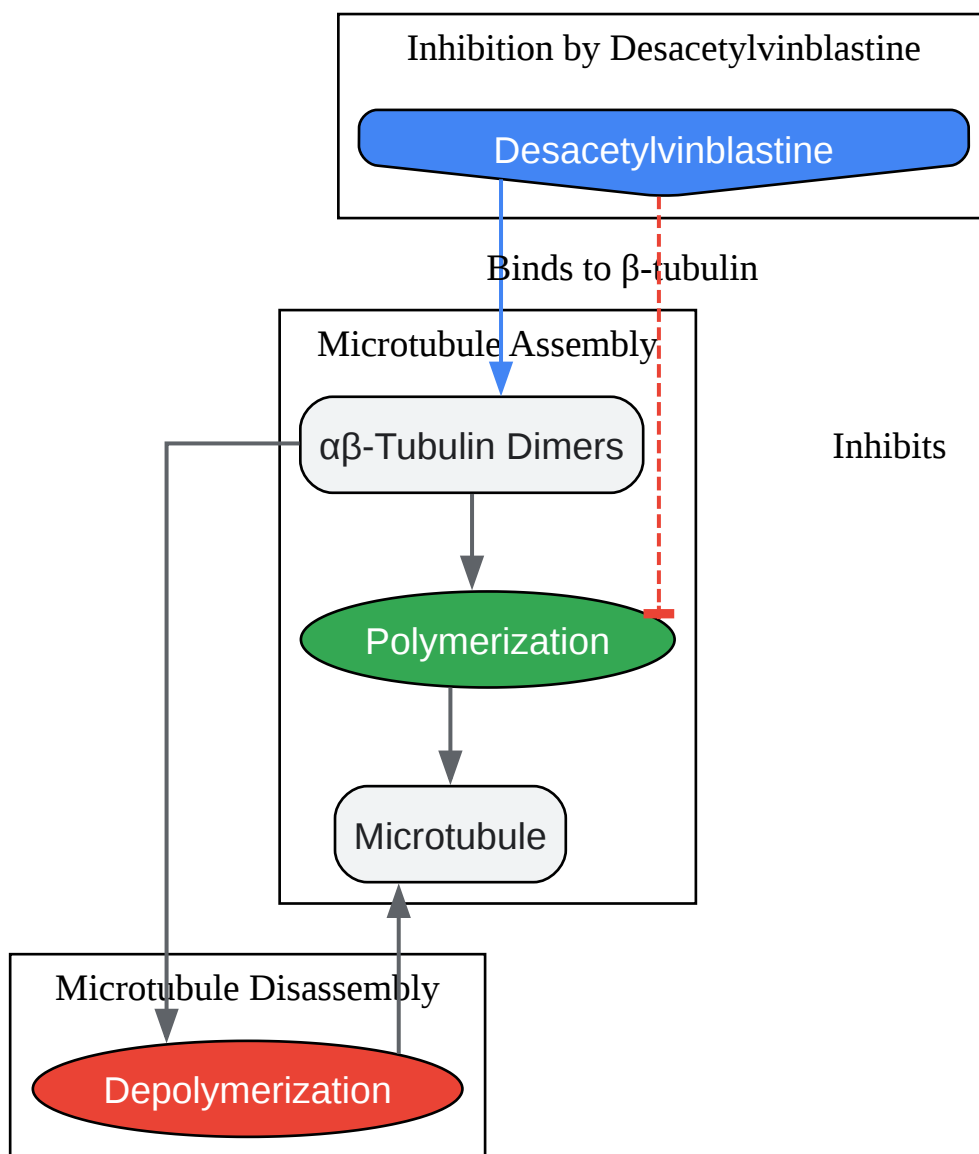 Inhibition by Desacetylvinblastine
Desacetylvinblastine
Binds to β-tubulin
Microtubule Assembly
αβ-Tubulin Dimers
Inhibits
Polymerization
Microtubule
Microtubule Disassembly
Depolymerization